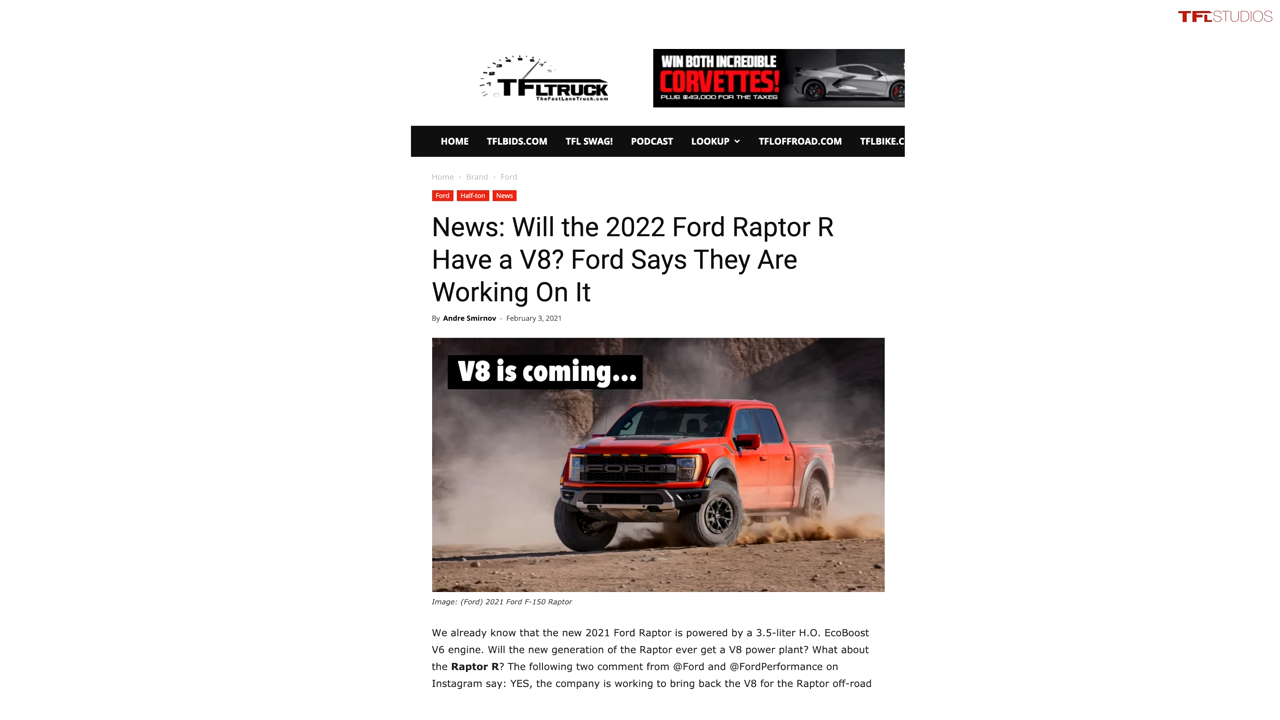 TFLSTUDIOS
TFLTRUCK
TheFastLaneTruck.com
WIN BOTH INCREDIBLE
CORVETTES!
PLUS $43,000 FOR THE TAXES
HOME TFLBIDS.COM TFL SWAG! PODCAST LOOKUP TFLOFFROAD.COM TFLBIKE.C
Home › Brand › Ford
Ford Half-ton News
News: Will the 2022 Ford Raptor R
Have a V8? Ford Says They Are
Working On It
By Andre Smirnov - February 3, 2021
V8 is coming...
FORD
Image: (Ford) 2021 Ford F-150 Raptor
We already know that the new 2021 Ford Raptor is powered by a 3.5-liter H.O. EcoBoost
V6 engine. Will the new generation of the Raptor ever get a V8 power plant? What about
the Raptor R? The following two comment from @Ford and @FordPerformance on
Instagram say: YES, the company is working to bring back the V8 for the Raptor off-road